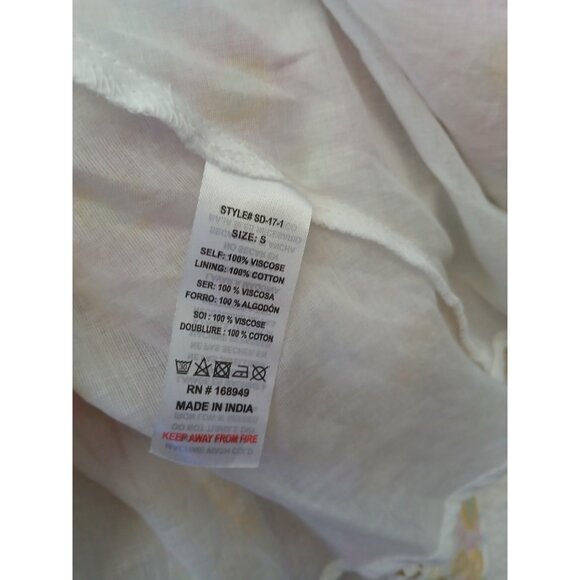 STYLE# SD-17-1
SIZE: S
SELF: 100% VISCOSE
LINING: 100% COTTON
SER: 100 % VISCOSA
FORRO: 100 % ALGODÓN
SOI : 100 % VISCOSE
DOUBLURE : 100 % COTON
RN # 168949
MADE IN INDIA
KEEP AWAY FROM FIRE